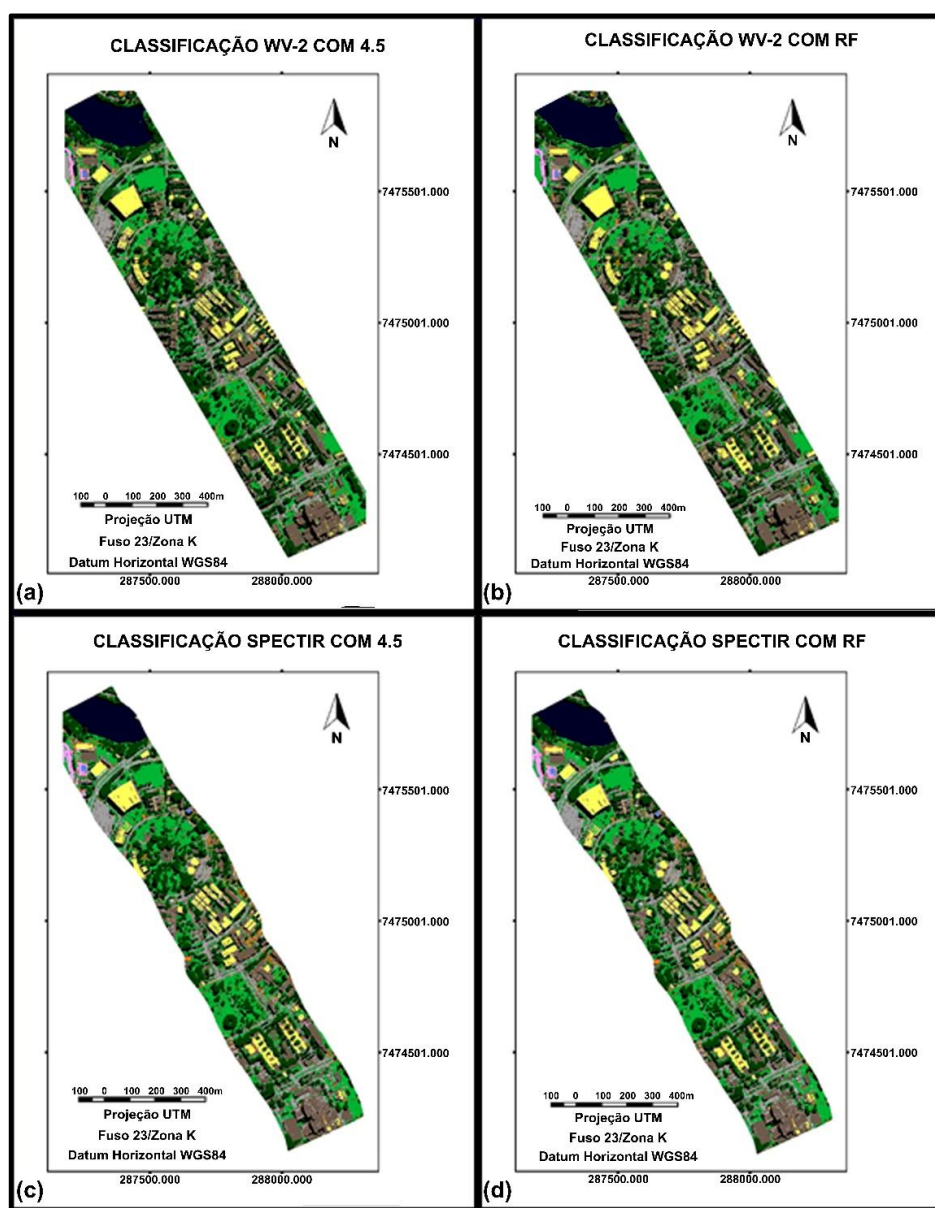 CLASSIFICAÇÃO WV-2 COM 4.5
N
7475501.000
7475001.000
7474501.000
100 0 100 200 300 400m
Projeção UTM
Fuso 23/Zona K
Datum Horizontal WGS84
287500.000 288000.000
(a)
CLASSIFICAÇÃO WV-2 COM RF
N
7475501.000
7475001.000
7474501.000
100 0 100 200 300 400m
Projeção UTM
Fuso 23/Zona K
Datum Horizontal WGS84
287500.000 288000.000
(b)
CLASSIFICAÇÃO SPECTIR COM 4.5
N
7475501.000
7475001.000
7474501.000
100 0 100 200 300 400m
Projeção UTM
Fuso 23/Zona K
Datum Horizontal WGS84
287500.000 288000.000
(c)
CLASSIFICAÇÃO SPECTIR COM RF
N
7475501.000
7475001.000
7474501.000
100 0 100 200 300 400m
Projeção UTM
Fuso 23/Zona K
Datum Horizontal WGS84
287500.000 288000.000
(d)